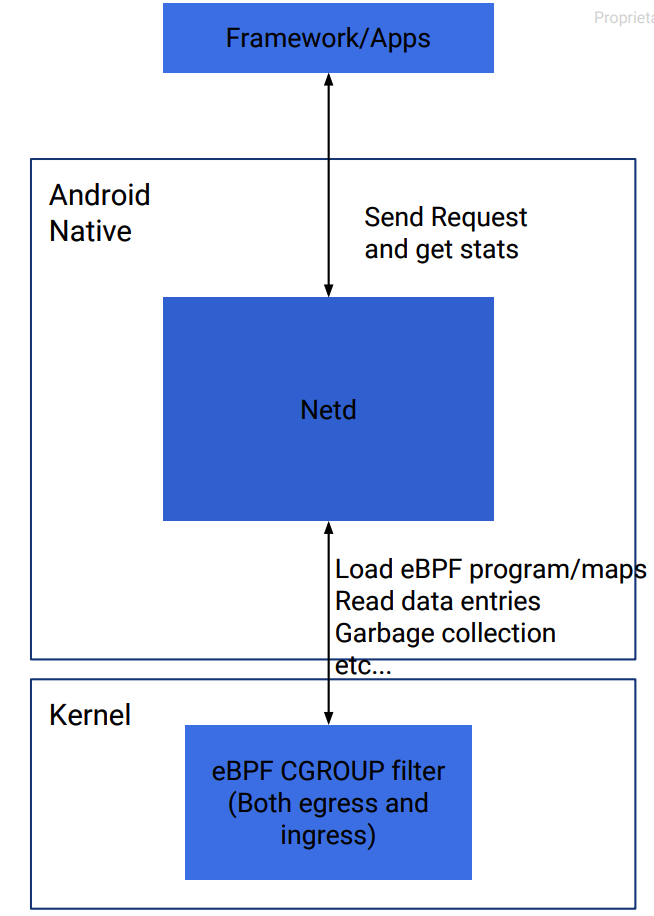 Framework/Apps
Android
Native
Send Request
and get stats
Netd
Load eBPF program/maps
Read data entries
Garbage collection
etc...
Kernel
eBPF CGROUP filter
(Both egress and
ingress)